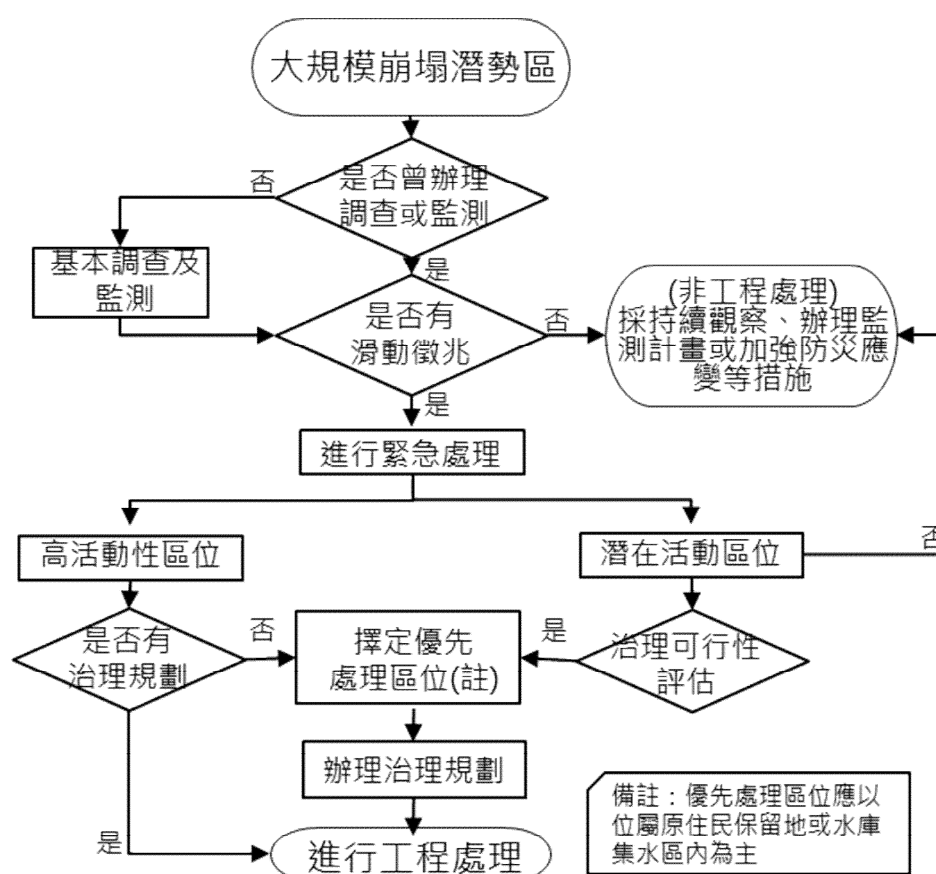 大規模崩塌潛勢區
是否曾辦理
調查或監測
否
是
基本調查及
監測
是否有
滑動徵兆
否
是
(非工程處理)
採持續觀察、辦理監
測計畫或加強防災應
變等措施
進行緊急處理
高活動性區位
潛在活動區位
否
是否有
治理規劃
否
是
擇定優先
處理區位(註)
是
治理可行性
評估
辦理治理規劃
進行工程處理
備註：優先處理區位應以
位屬原住民保留地或水庫
集水區內為主